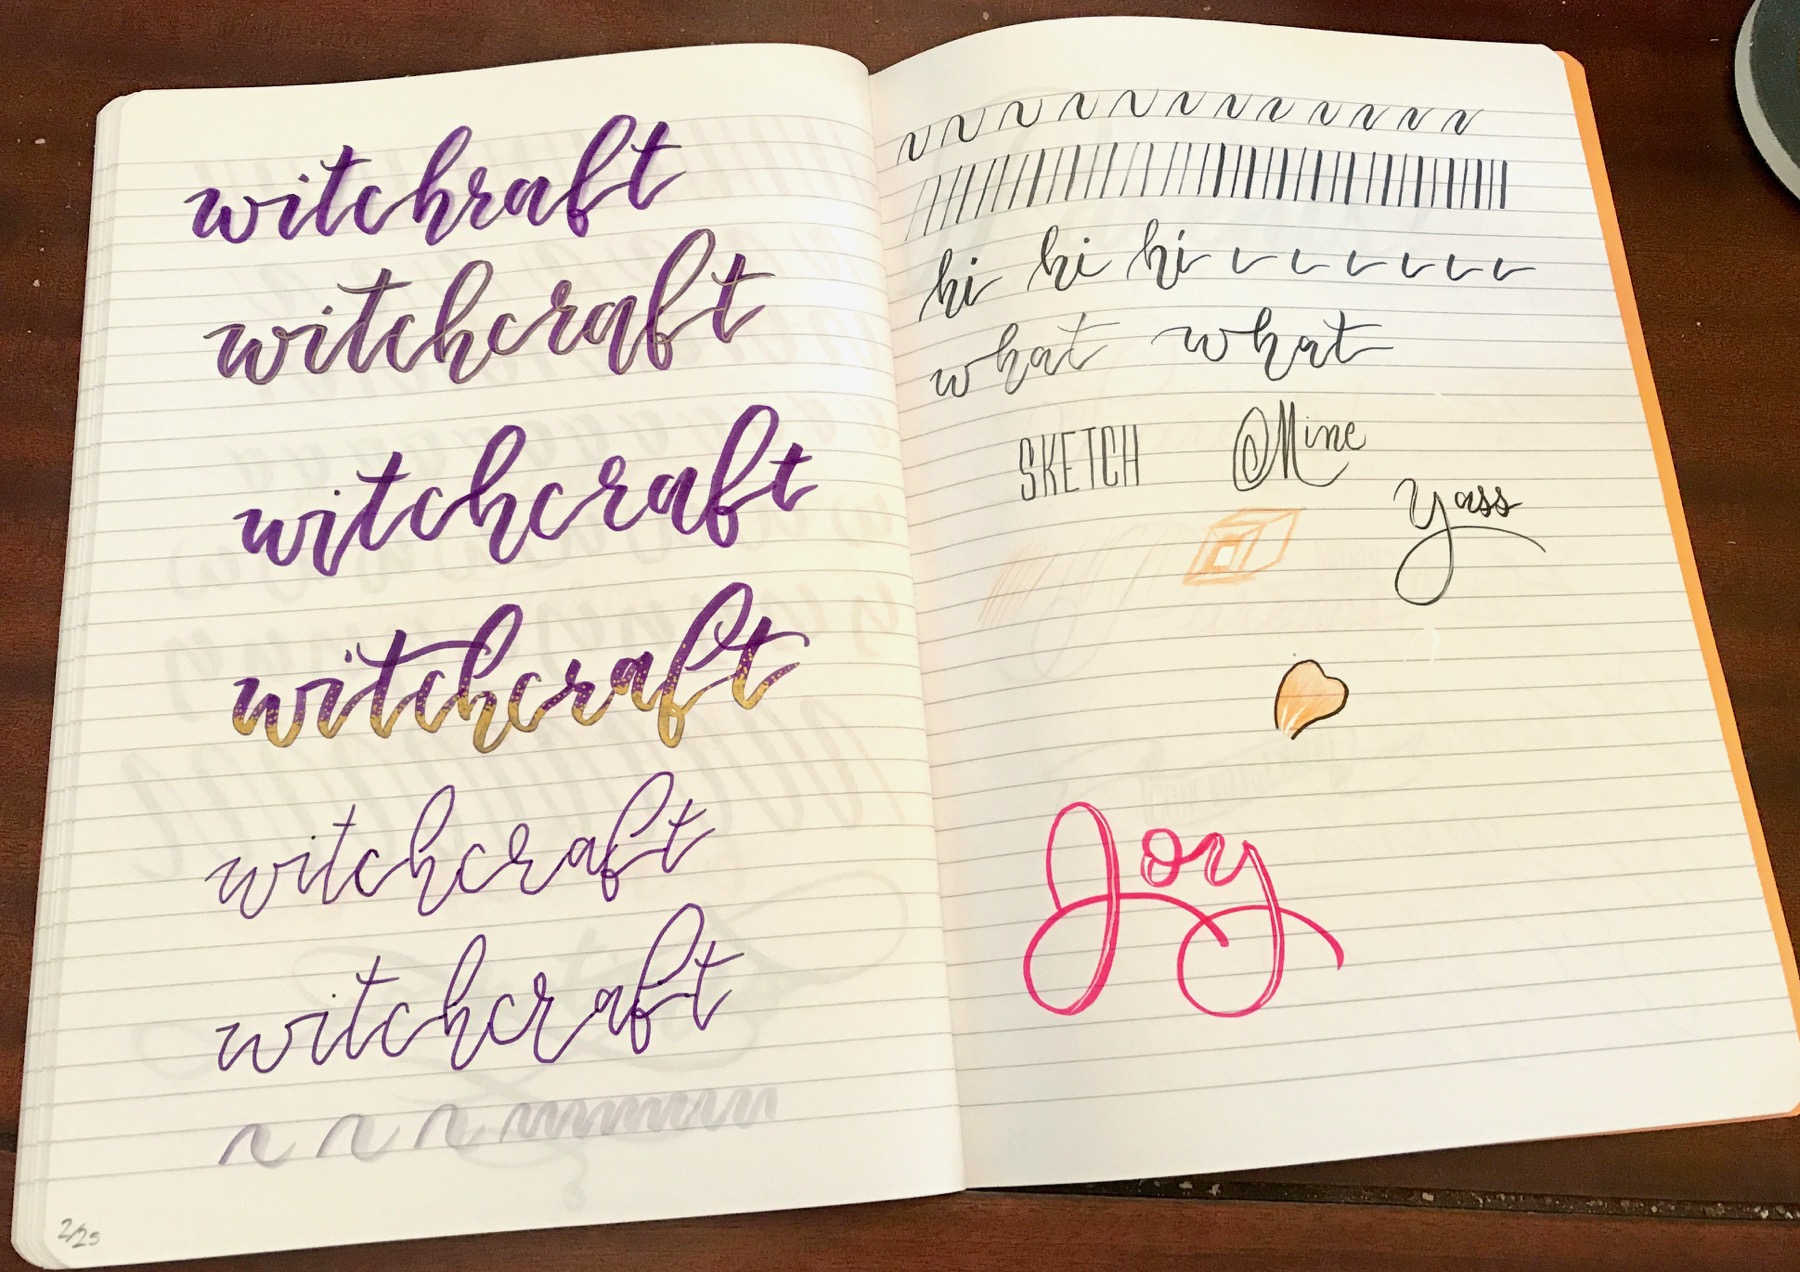 witchraft
witchcraft
witchcraft
witchcraft
witchcraft
witchcraft
2/25
hi hi hi
what what
SKETCH Mine
yass
Joy